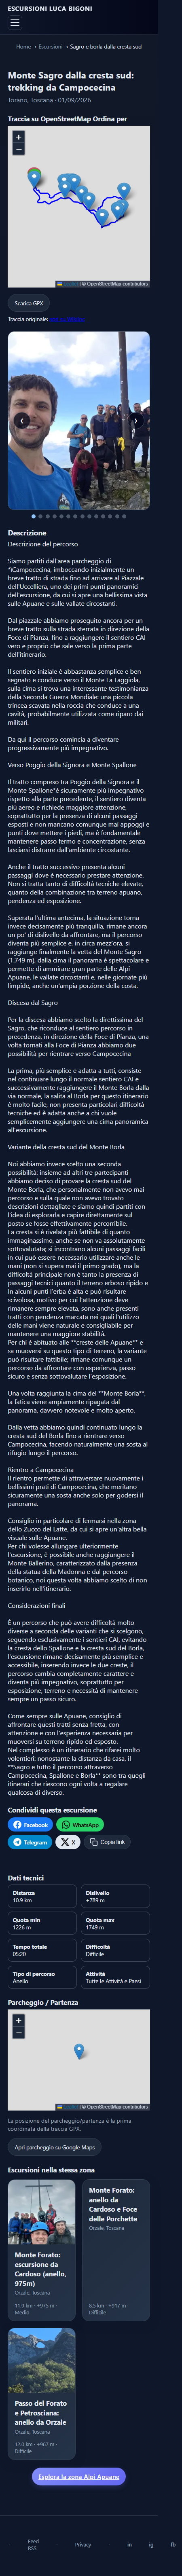 ESCURSIONI LUCA BIGONI
Home › Escursioni › Sagro e borla dalla cresta sud
Monte Sagro dalla cresta sud:
trekking da Campocecina
Torano, Toscana · 01/09/2026
Traccia su OpenStreetMap Ordina per
+
−
| © OpenStreetMap contributors
Scarica GPX
Traccia originale:
Descrizione
Descrizione del percorso
Siamo partiti dall'area parcheggio di
*Campocecina, imboccando inizialmente un
breve tratto di strada fino ad arrivare al Piazzale
dell'Uccelliera, uno dei primi punti panoramici
dell'escursione, da cui si apre una bellissima vista
sulle Apuane e sulle vallate circostanti.
Dal piazzale abbiamo proseguito ancora per un
breve tratto sulla strada sterrata in direzione della
Foce di Pianza, fino a raggiungere il sentiero CAI
vero e proprio che sale verso la prima parte
dell'itinerario.
Il sentiero iniziale è abbastanza semplice e ben
segnato e conduce verso il Monte La Faggiola,
sulla cima si trova una interessante testimonianza
della Seconda Guerra Mondiale: una piccola
trincea scavata nella roccia che conduce a una
cavità, probabilmente utilizzata come riparo dai
militari.
Da qui il percorso comincia a diventare
progressivamente più impegnativo.
Verso Poggio della Signora e Monte Spallone
Il tratto compreso tra Poggio della Signora e il
Monte Spallone*è sicuramente più impegnativo
rispetto alla parte precedente, il sentiero diventa
più aereo e richiede maggiore attenzione,
soprattutto per la presenza di alcuni passaggi
esposti e non mancano comunque mai appoggi e
punti dove mettere i piedi, ma è fondamentale
mantenere passo fermo e concentrazione, senza
lasciarsi distrarre dall'ambiente circostante.
Anche il tratto successivo presenta alcuni
passaggi dove è necessario prestare attenzione.
Non si tratta tanto di difficoltà tecniche elevate,
quanto della combinazione tra terreno apuano,
pendenza ed esposizione.
Superata l'ultima antecima, la situazione torna
invece decisamente più tranquilla, rimane ancora
un po' di dislivello da affrontare, ma il percorso
diventa più semplice e, in circa mezz'ora, si
raggiunge finalmente la vetta del Monte Sagro
(1.749 m), dalla cima il panorama è spettacolare e
permette di ammirare gran parte delle Alpi
Apuane, le vallate circostanti e, nelle giornate più
limpide, anche un'ampia porzione della costa.
Discesa dal Sagro
Per la discesa abbiamo scelto la direttissima del
Sagro, che riconduce al sentiero percorso in
precedenza, in direzione della Foce di Pianza, una
volta tornati alla Foce di Pianza abbiamo due
possibilità per rientrare verso Campocecina
La prima, più semplice e adatta a tutti, consiste
nel continuare lungo il normale sentiero CAI e
successivamente raggiungere il Monte Borla dalla
via normale, la salita al Borla per questo itinerario
è molto facile, non presenta particolari difficoltà
tecniche ed è adatta anche a chi vuole
semplicemente aggiungere una cima panoramica
all'escursione.
Variante della crest sud del Monte Borla
Noi abbiamo invece scelto una seconda
possibilità: insieme ad altri tre partecipanti
abbiamo deciso di provare la cresta sud del
Monte Borla, che personalmente non avevo mai
percorso e sulla quale non avevo trovato
descrizioni dettagliate e siamo quindi partiti con
l'idea di esplorarla e capire direttamente sul
posto se fosse effettivamente percorribile.
La cresta si è rivelata più fattibile di quanto
immaginassimo, anche se non va assolutamente
sottovalutata; si incontrano alcuni passaggi facili
in cui può essere necessario utilizzare anche le
mani (non si supera mai il primo grado), ma la
difficoltà principale non è tanto la presenza di
passaggi tecnici quanto il terreno erboso ripido e
in alcuni punti l'erba è alta e può risultare
scivolosa, motivo per cui l'attenzione deve
rimanere sempre elevata, sono anche presenti
tratti con pendenza marcata nei quali l'utilizzo
delle mani viene naturale e consigliabile per
mantenere una maggiore stabilità.
Per chi è abituato alle **creste delle Apuane** e
sa muoversi su questo tipo di terreno, la variante
può risultare fattibile; rimane comunque un
percorso da affrontare con esperienza, passo
sicuro e senza sottovalutare l'esposizione.
Una volta raggiunta la cima del **Monte Borla**,
la fatica viene ampiamente ripagata dal
panorama, davvero notevole e molto aperto.
Dalla vetta abbiamo quindi continuato lungo la
cresta sud del Borla fino a rientrare verso
Campocecina, facendo naturalmente una sosta al
rifugio lungo il percorso.
Rientro a Campocecina
Il rientro permette di attraversare nuovamente i
bellissimi prati di Campocecina, che meritano
sicuramente una sosta anche solo per godersi il
panorama.
Consiglio in particolare di fermarsi nella zona
dello Zucco del Latte, da cui si apre un'altra bella
visuale sulle Apuane.
Per chi volesse allungare ulteriormente
l'escursione, è possibile anche raggiungere il
Monte Ballerino, caratterizzato dalla presenza
della statua della Madonna e dal percorso
botanico, noi questa volta abbiamo scelto di non
inserirlo nell'itinerario.
Considerazioni finali
È un percorso che può avere difficoltà molto
diverse a seconda delle varianti che si scelgono,
seguendo esclusivamente i sentieri CAI, evitando
la cresta dello Spallone e la cresta sud del Borla,
l'escursione rimane decisamente più semplice e
accessibile, inserendo invece le due creste, il
percorso cambia completamente carattere e
diventa più impegnativo, soprattutto per
esposizione, terreno e necessità di mantenere
sempre un passo sicuro.
Come sempre sulle Apuane, consiglio di
affrontare questi tratti senza fretta, con
attenzione e con l'esperienza necessaria per
muoversi su terreno ripido ed esposto.
Nel complesso è un itinerario che rifarei molto
volentieri: nonostante la distanza da casa, il
**Sagro e tutto il percorso attraverso
Campocecina, Spallone e Borla** sono tra quegli
itinerari che riescono ogni volta a regalare
qualcosa di diverso.
Condividi questa escursione
Facebook
WhatsApp
Telegram
X
Copia link
Dati tecnici
Distanza
10.9 km
Dislivello
+789 m
Quota min
1226 m
Quota max
1749 m
Tempo totale
05:20
Difficoltà
Difficile
Tipo di percorso
Anello
Attività
Tutte le Attività e Paesi
Parcheggio / Partenza
+
−
| © OpenStreetMap contributors
La posizione del parcheggio/partenza è la prima
coordinata della traccia GPX.
Apri parcheggio su Google Maps
Escursioni nella stessa zona
Monte Forato:
escursione da
Cardoso (anello,
975m)
Orzale, Toscana
11.9 km · +975 m ·
Medio
Monte Forato:
anello da
Cardoso e Foce
delle Porchette
Orzale, Toscana
8.5 km · +917 m ·
Difficile
Passo del Forato
e Petrosciana:
anello da Orzale
Orzale, Toscana
12.0 km · +967 m ·
Difficile
Esplora la zona Alpi Apuane
Feed
RSS
·
Privacy
·
in
ig
fb